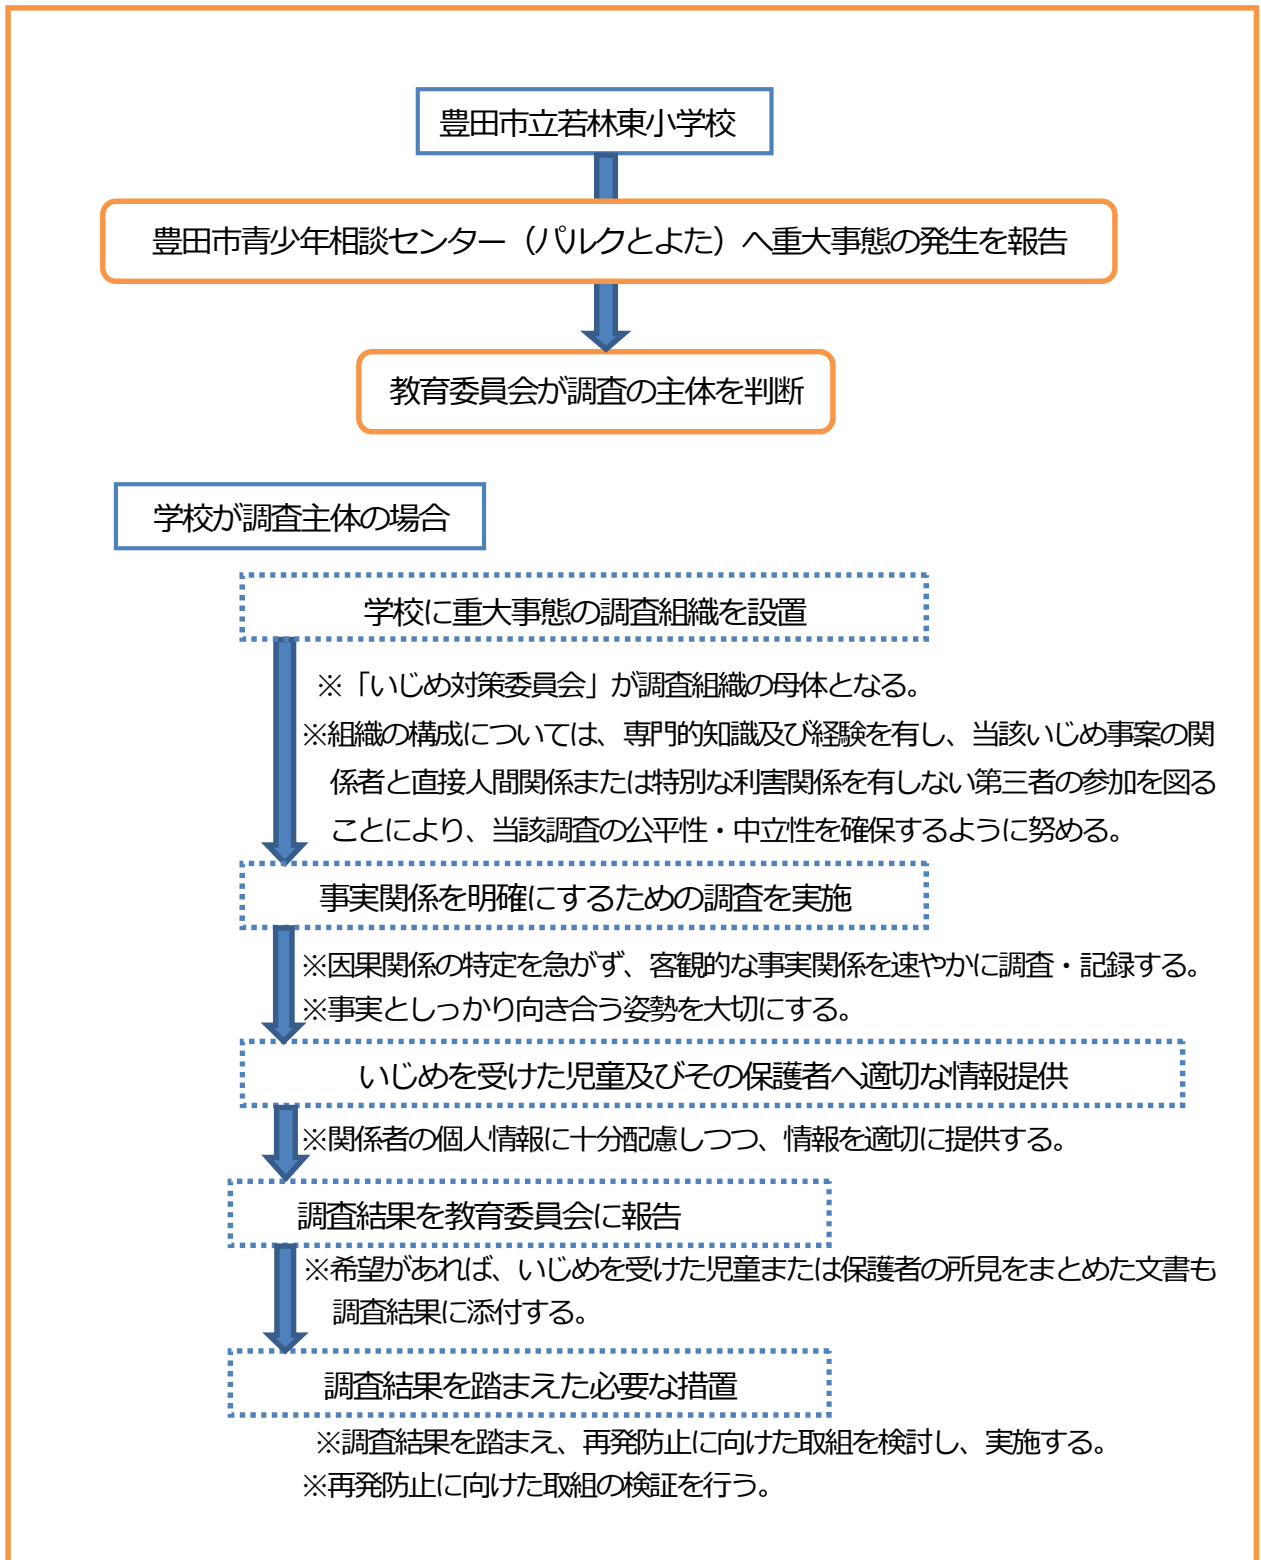 豊田市立若林東小学校
豊田市青少年相談センター（パルクとよた）へ重大事態の発生を報告
教育委員会が調査の主体を判断
学校が調査主体の場合
学校に重大事態の調査組織を設置
※「いじめ対策委員会」が調査組織の母体となる。
※組織の構成については、専門的知識及び経験を有し、当該いじめ事案の関
係者と直接人間関係または特別な利害関係を有しない第三者の参加を図る
ことにより、当該調査の公平性・中立性を確保するように努める。
事実関係を明確にするための調査を実施
※因果関係の特定を急がず、客観的な事実関係を速やかに調査・記録する。
※事実としっかり向き合う姿勢を大切にする。
いじめを受けた児童及びその保護者へ適切な情報提供
※関係者の個人情報に十分配慮しつつ、情報を適切に提供する。
調査結果を教育委員会に報告
※希望があれば、いじめを受けた児童または保護者の所見をまとめた文書も
調査結果に添付する。
調査結果を踏まえた必要な措置
※調査結果を踏まえ、再発防止に向けた取組を検討し、実施する。
※再発防止に向けた取組の検証を行う。